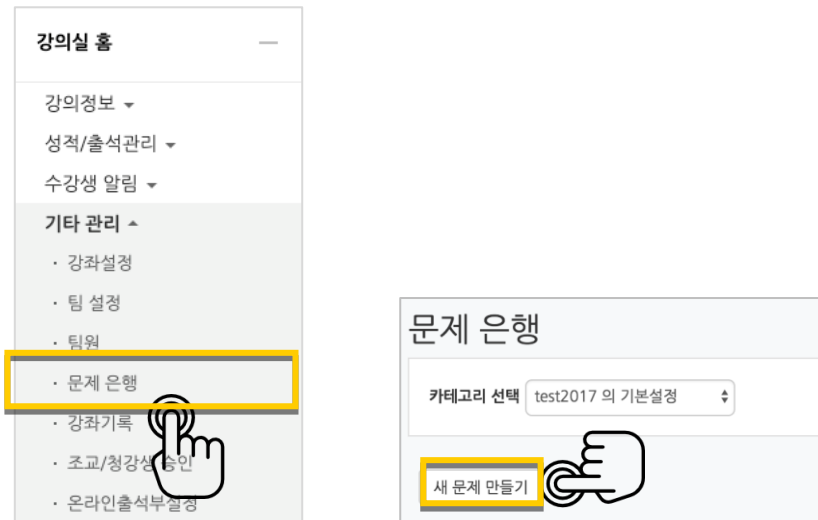 강의실 홈
강의정보
성적/출석관리
수강생 알림
기타 관리
· 강좌설정
· 팀 설정
· 팀원
· 문제 은행
· 강좌기록
· 조교/청강생 승인
· 온라인출석부설정
문제 은행
카테고리 선택 test2017 의 기본설정
새 문제 만들기